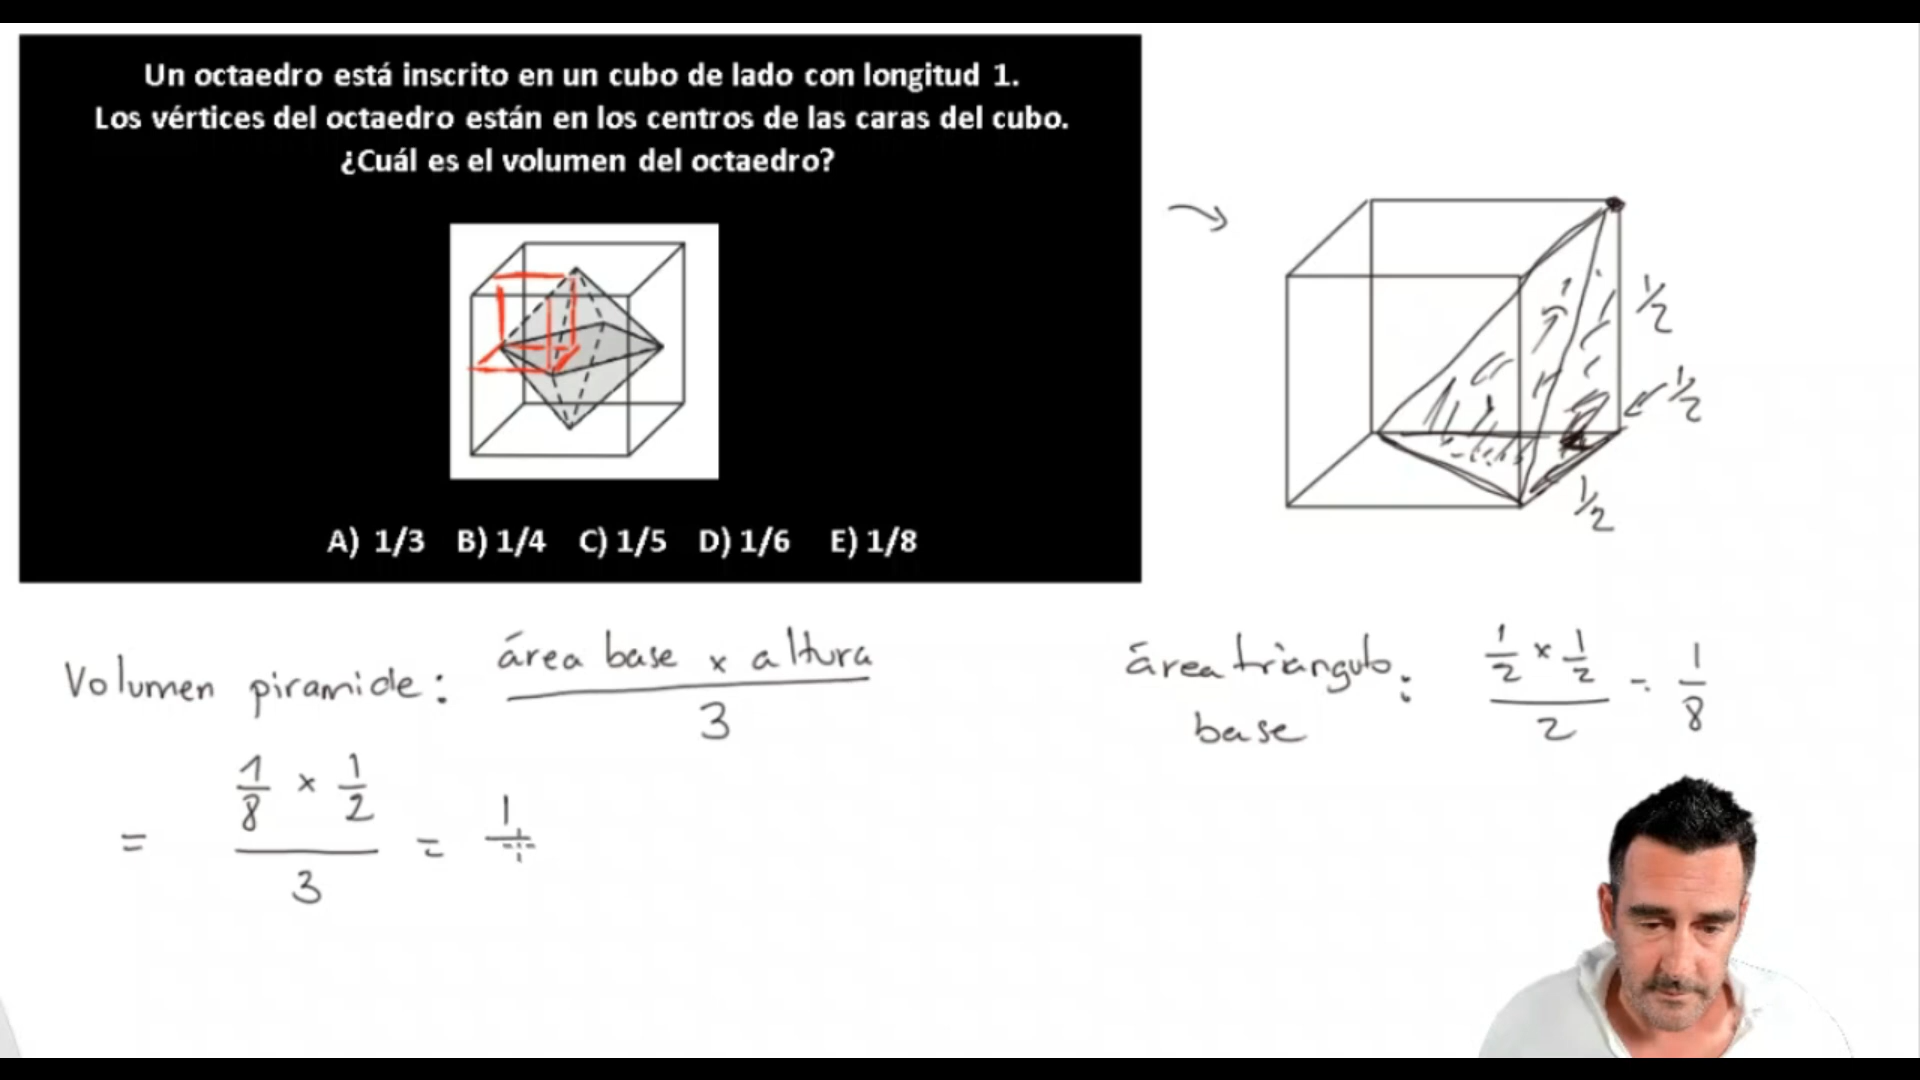 Un octaedro está inscrito en un cubo de lado con longitud 1.
Los vértices del octaedro están en los centros de las caras del cubo.
¿Cuál es el volumen del octaedro?
A) 1/3 B) 1/4 C) 1/5 D) 1/6 E) 1/8
1/2
1/2
1/2
Volumen piramide: área base x altura / 3
= 1/8 x 1/2 / 3 = 1
área triángulo base: 1/2 x 1/2 / 2 = 1/8